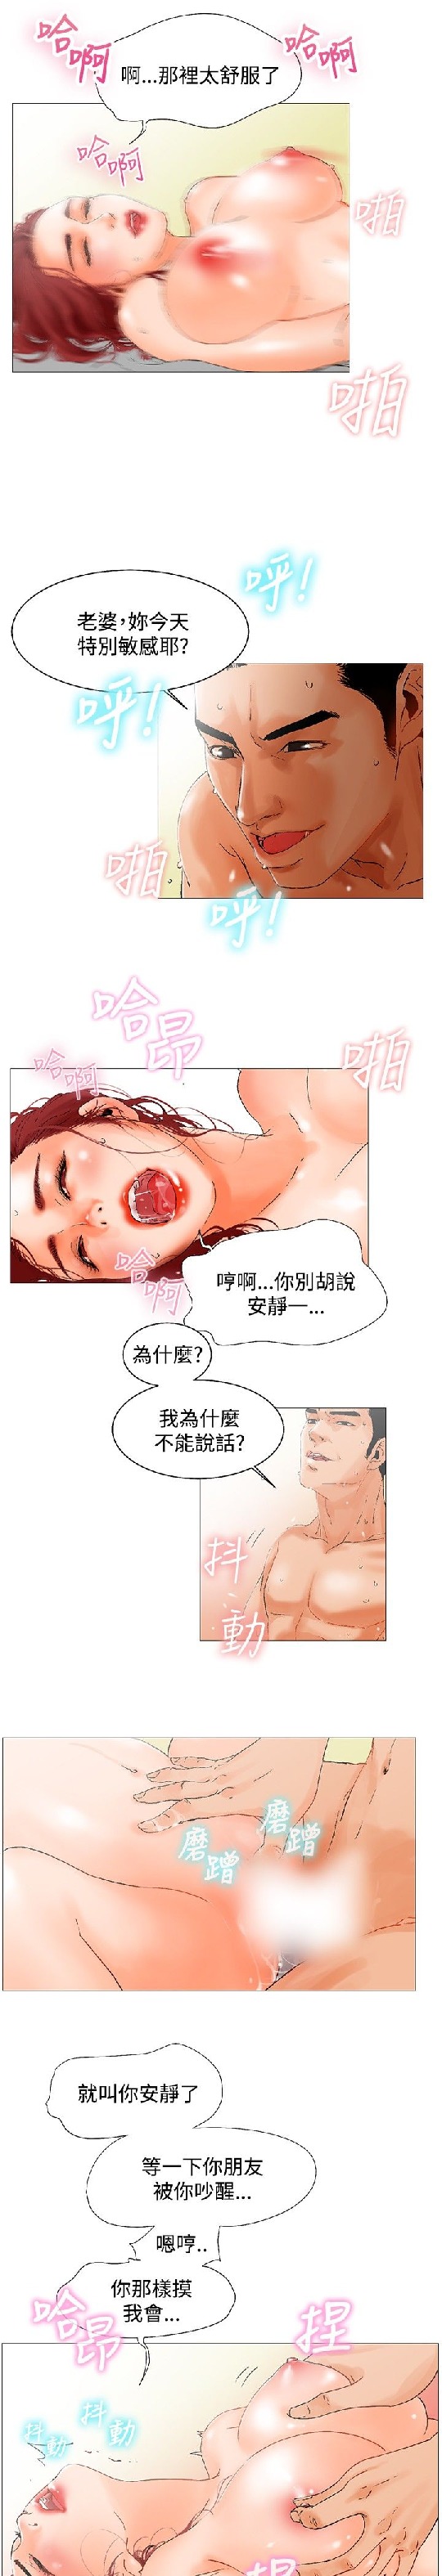 哈啊
哈啊
啊...那裡太舒服了
哈啊
啪
啪
呼!
老婆,妳今天
特別敏感耶?
呼!
啪
呼!
哈昂
哈啊
啪
哈啊
哼啊...你別胡說
安靜一...
為什麼?
我為什麼
不能說話?
抖動
磨蹭
磨蹭
就叫你安靜了
等一下你朋友
被你吵醒...
嗯哼..
你那樣摸
我會...
哈昂
捏
抖動
抖動
捏